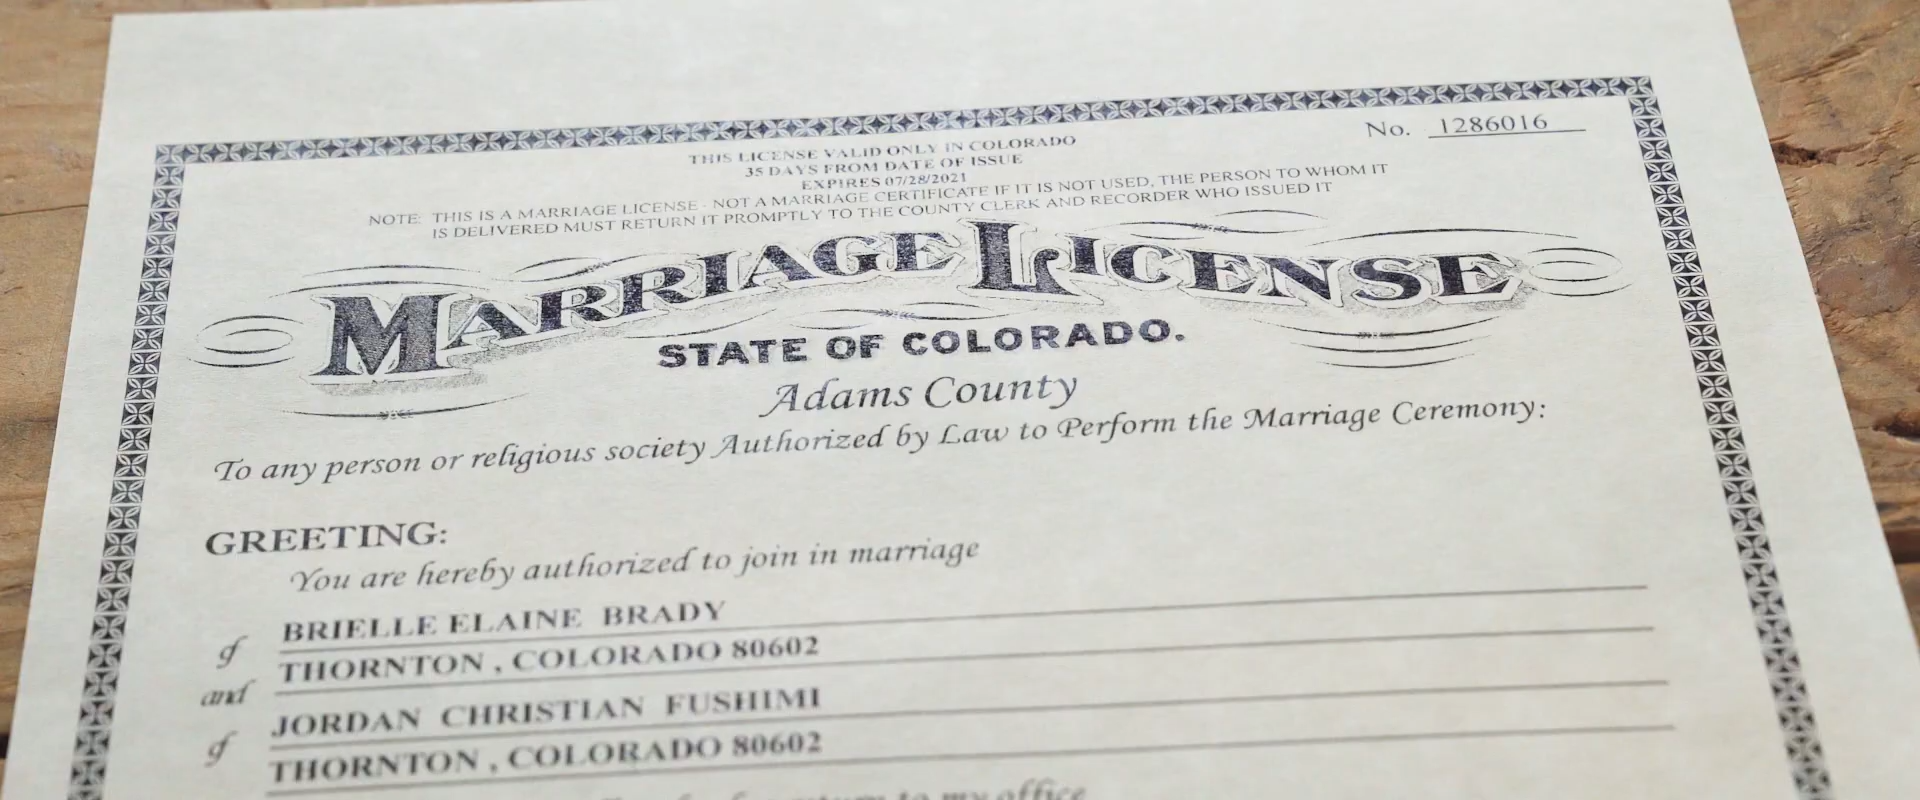 No. 1286016
THIS LICENSE VALID ONLY IN COLORADO
35 DAYS FROM DATE OF ISSUE
EXPIRES 07/28/2021
NOTE: THIS IS A MARRIAGE LICENSE - NOT A MARRIAGE CERTIFICATE IF IT IS NOT USED, THE PERSON TO WHOM IT
IS DELIVERED MUST RETURN IT PROMPTLY TO THE COUNTY CLERK AND RECORDER WHO ISSUED IT
MARRIAGE LICENSE
STATE OF COLORADO.
Adams County
To any person or religious society Authorized by Law to Perform the Marriage Ceremony:
GREETING:
You are hereby authorized to join in marriage
BRIELLE ELAINE BRADY
of THORNTON , COLORADO 80602
and JORDAN CHRISTIAN FUSHIMI
of THORNTON , COLORADO 80602
return to my office